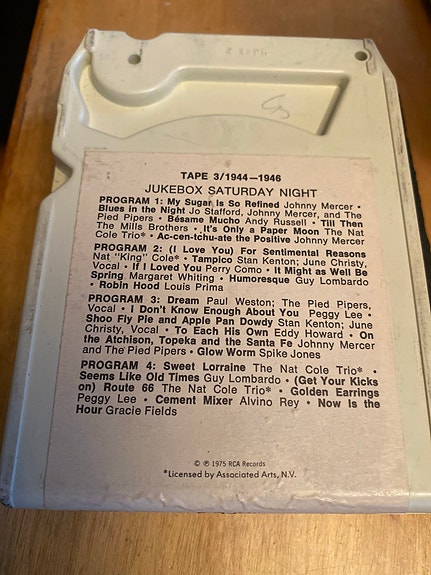 TAPE 3/1944—1946
JUKEBOX SATURDAY NIGHT
PROGRAM 1: My Sugar Is So Refined Johnny Mercer •
Blues in the Night Jo Stafford, Johnny Mercer, and The
Pied Pipers • Bésame Mucho Andy Russell • Till Then
The Mills Brothers • It's Only a Paper Moon The Nat
Cole Trio* • Ac-cen-tchu-ate the Positive Johnny Mercer
PROGRAM 2: (I Love You) For Sentimental Reasons
Nat "King" Cole* • Tampico Stan Kenton; June Christy,
Vocal • If I Loved You Perry Como • It Might as Well Be
Spring Margaret Whiting • Humoresque Guy Lombardo
• Robin Hood Louis Prima
PROGRAM 3: Dream Paul Weston; The Pied Pipers,
Vocal • I Don't Know Enough About You Peggy Lee •
Shoo Fly Pie and Apple Pan Dowdy Stan Kenton; June
Christy, Vocal • To Each His Own Eddy Howard • On
the Atchison, Topeka and the Santa Fe Johnny Mercer
and The Pied Pipers • Glow Worm Spike Jones
PROGRAM 4: Sweet Lorraine The Nat Cole Trio* •
Seems Like Old Times Guy Lombardo • (Get Your Kicks
on) Route 66 The Nat Cole Trio* • Golden Earrings
Peggy Lee • Cement Mixer Alvino Rey • Now Is the
Hour Gracie Fields
© ℗ 1975 RCA Records
*Licensed by Associated Arts, N.V.